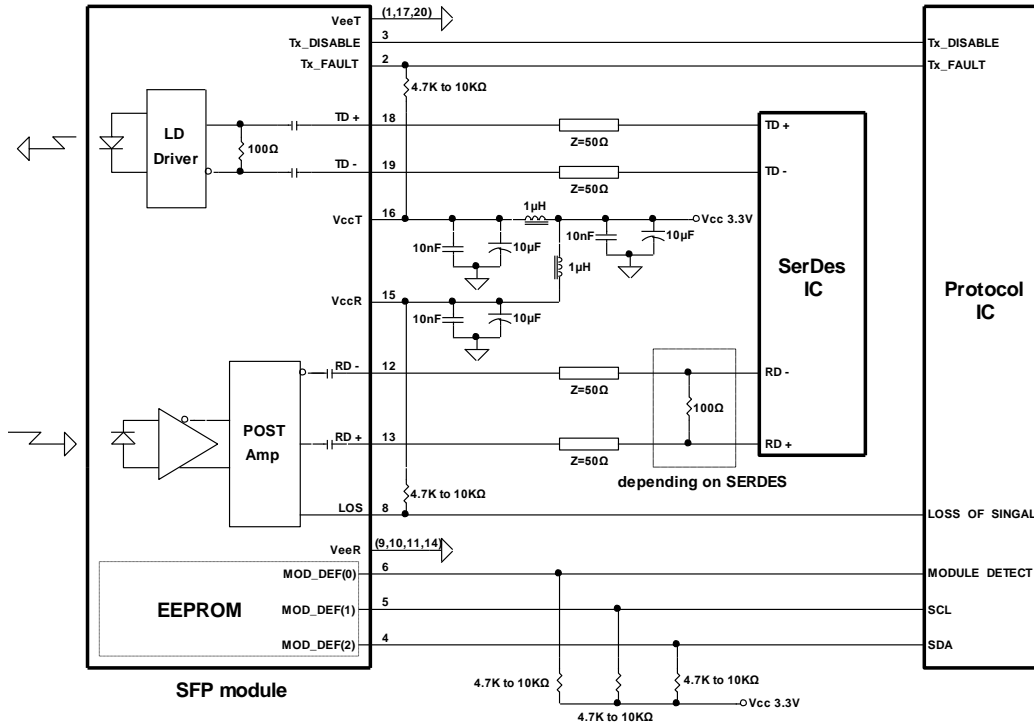 VeeT (1,17,20)
Tx_DISABLE 3 Tx_DISABLE
Tx_FAULT 2 Tx_FAULT
4.7K to 10KΩ
LD
Driver
100Ω
TD + 18 TD +
Z=50Ω
TD - 19 TD -
Z=50Ω
1µH
VccT 16 Vcc 3.3V
10nF 10µF 10nF 10µF
1µH
SerDes
IC
Protocol
IC
VccR 15
10nF 10µF
RD - 12 RD -
Z=50Ω
100Ω
POST
Amp
RD + 13 RD +
Z=50Ω
depending on SERDES
4.7K to 10KΩ
LOS 8 LOSS OF SINGAL
VeeR (9,10,11,14)
MOD_DEF(0) 6 MODULE DETECT
EEPROM
MOD_DEF(1) 5 SCL
MOD_DEF(2) 4 SDA
SFP module
4.7K to 10KΩ 4.7K to 10KΩ
Vcc 3.3V
4.7K to 10KΩ